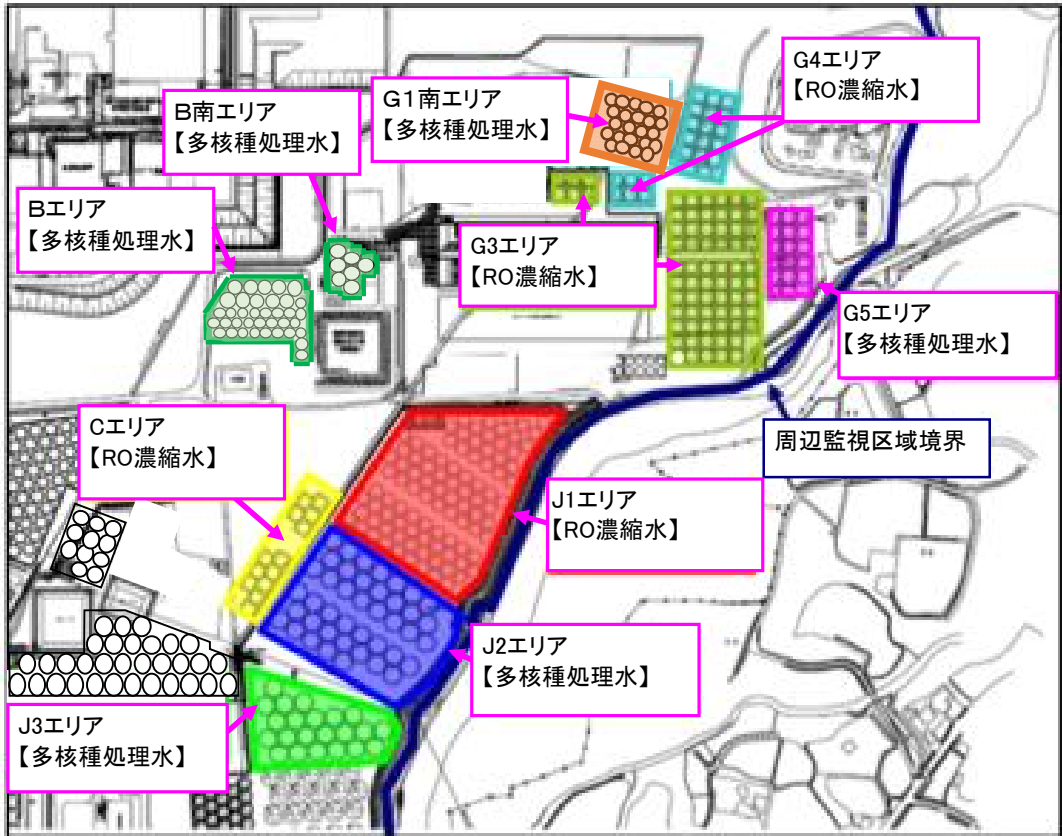 G4エリア
【RO濃縮水】
G1南エリア
【多核種処理水】
B南エリア
【多核種処理水】
Bエリア
【多核種処理水】
G3エリア
【RO濃縮水】
G5エリア
【多核種処理水】
Cエリア
【RO濃縮水】
周辺監視区域境界
J1エリア
【RO濃縮水】
J2エリア
【多核種処理水】
J3エリア
【多核種処理水】